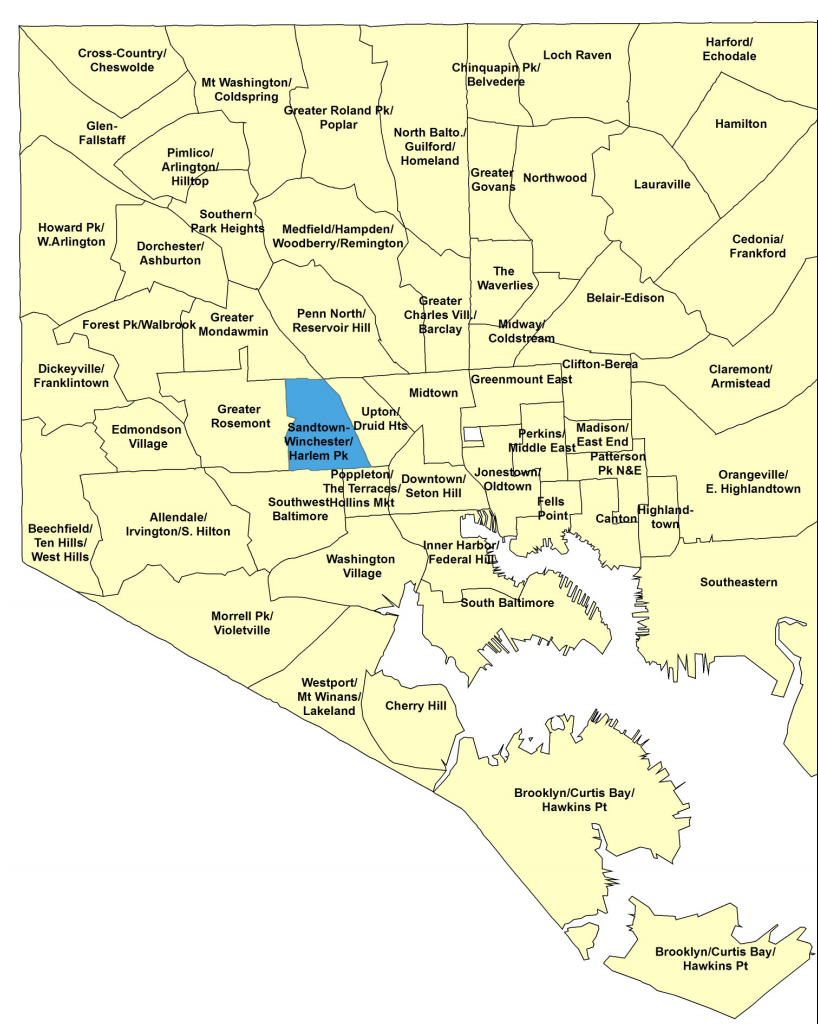 Cross-Country/
Cheswolde
Mt Washington/
Coldspring
Greater Roland Pk/
Poplar
North Balto./
Guilford/
Homeland
Chinquapin Pk/
Belvedere
Loch Raven
Harford/
Echodale
Glen-
Fallstaff
Pimlico/
Arlington/
Hilltop
Greater
Govans
Northwood
Lauraville
Hamilton
Howard Pk/
W.Arlington
Dorchester/
Ashburton
Southern
Park Heights
Medfield/Hampden/
Woodberry/Remington
The
Waverlies
Cedonia/
Frankford
Belair-Edison
Forest Pk/Walbrook
Greater
Mondawmin
Penn North/
Reservoir Hill
Greater
Charles Vill./
Barclay
Midway/
Coldstream
Dickeyville/
Franklintown
Clifton-Berea
Claremont/
Armistead
Greenmount East
Midtown
Greater
Rosemont
Sandtown-
Winchester/
Harlem Pk
Upton/
Druid Hts
Edmondson
Village
Perkins/
Middle East
Madison/
East End
Patterson
Pk N&E
Orangeville/
E. Highlandtown
Poppleton/
The Terraces/
Hollins Mkt
Downtown/
Seton Hill
Jonestown/
Oldtown
Southwest
Baltimore
Fells
Point
Canton
Highland-
town
Beechfield/
Ten Hills/
West Hills
Allendale/
Irvington/S. Hilton
Washington
Village
Inner Harbor/
Federal Hill
Southeastern
South Baltimore
Morrell Pk/
Violetville
Westport/
Mt Winans/
Lakeland
Cherry Hill
Brooklyn/Curtis Bay/
Hawkins Pt
Brooklyn/Curtis Bay/
Hawkins Pt